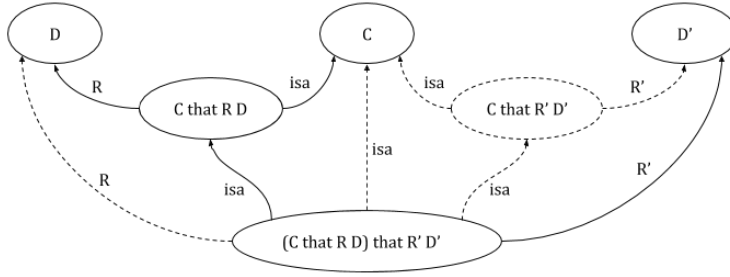 D
C
D’
R
C that R D
isa
isa
C that R’ D’
R’
isa
R
isa
isa
R’
(C that R D) that R’ D’